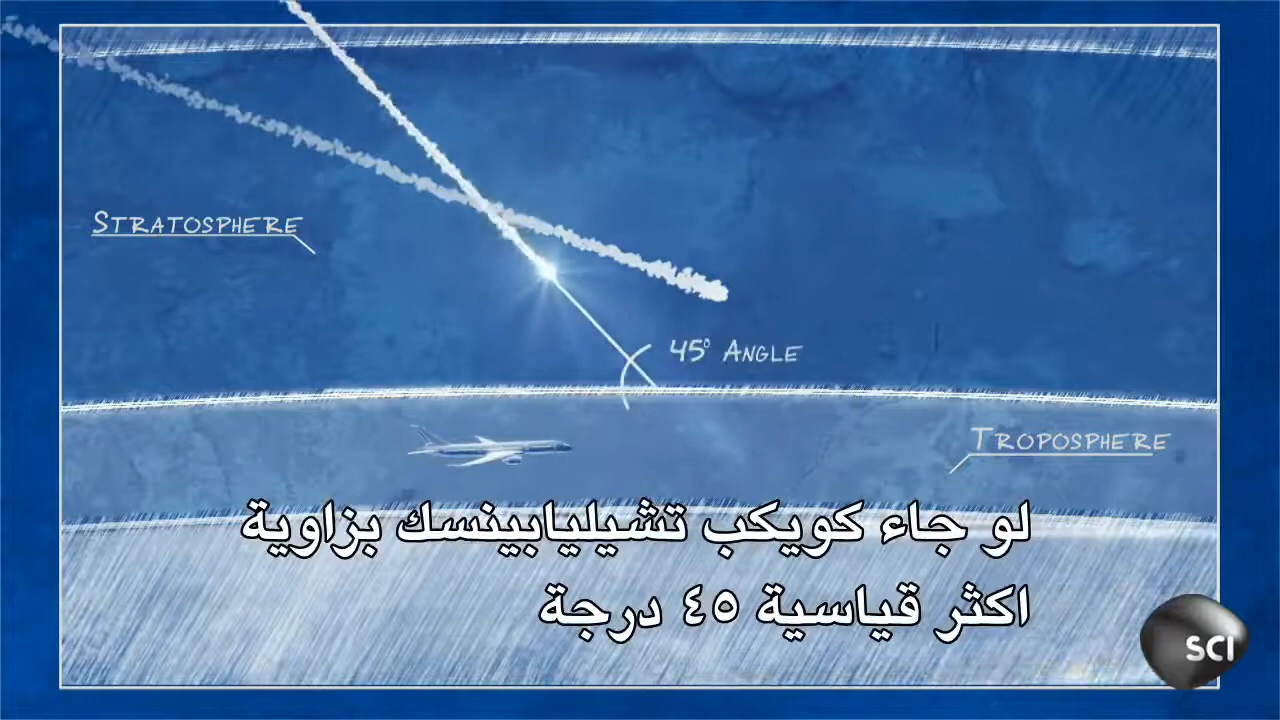 STRATOSPHERE
45° ANGLE
TROPOSPHERE
لو جاء كويكب تشيليابينسك بزاوية
اكثر قياسية ٤٥ درجة
SCI